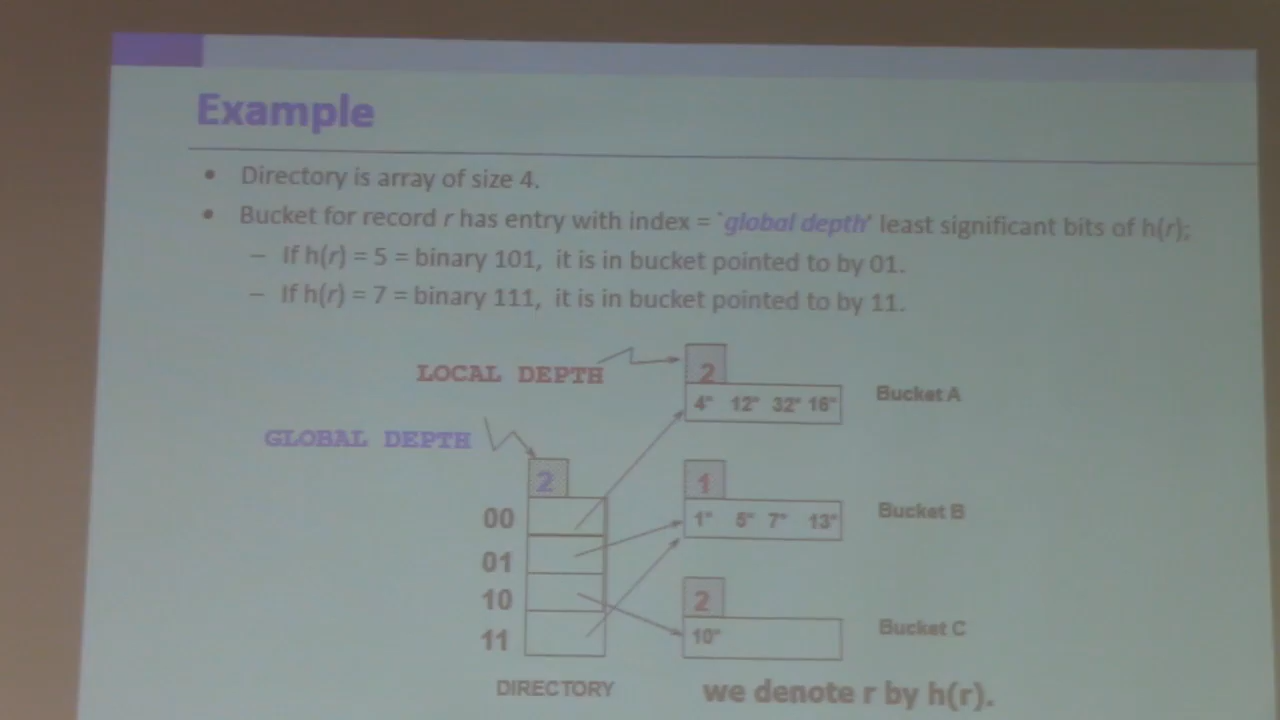 Example
• Directory is array of size 4.
• Bucket for record r has entry with index = `global depth' least significant bits of h(r);
– If h(r) = 5 = binary 101, it is in bucket pointed to by 01.
– If h(r) = 7 = binary 111, it is in bucket pointed to by 11.
LOCAL DEPTH
2
4* 12* 32* 16*
Bucket A
GLOBAL DEPTH
2
00
01
10
11
DIRECTORY
1
1* 5* 7* 13*
Bucket B
2
10*
Bucket C
we denote r by h(r).